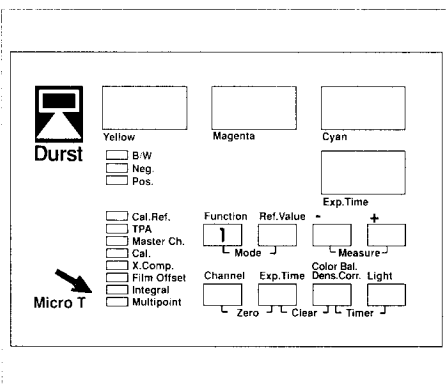 Durst
Yellow Magenta Cyan
B/W
Neg.
Pos.
Exp.Time
Cal.Ref.
TPA
Master Ch.
Cal.
X.Comp.
Film Offset
Integral
Multipoint
Micro T
Function Ref.Value - +
1
Mode Measure
Channel Exp.Time Color Bal. Dens.Corr. Light
Zero Clear Timer